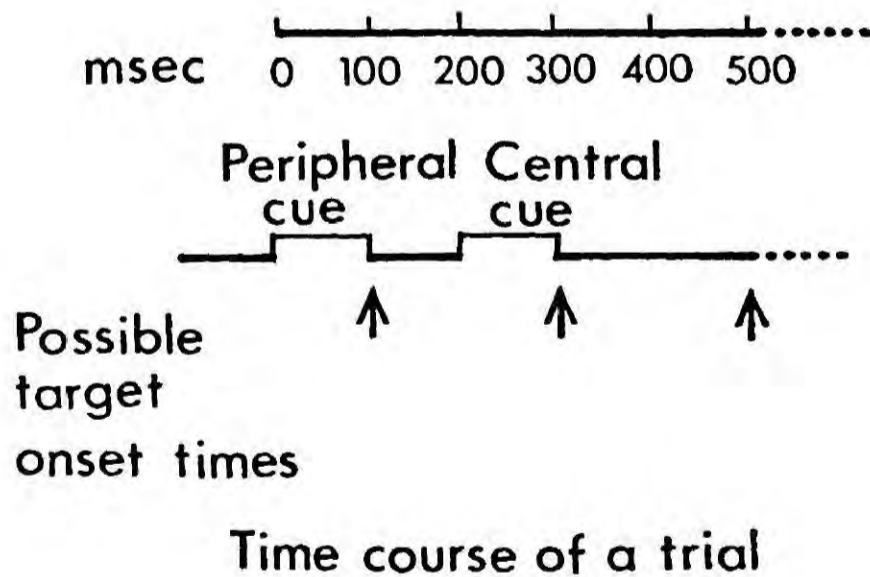 msec 0 100 200 300 400 500
Peripheral Central
cue cue
Possible
target
onset times
Time course of a trial